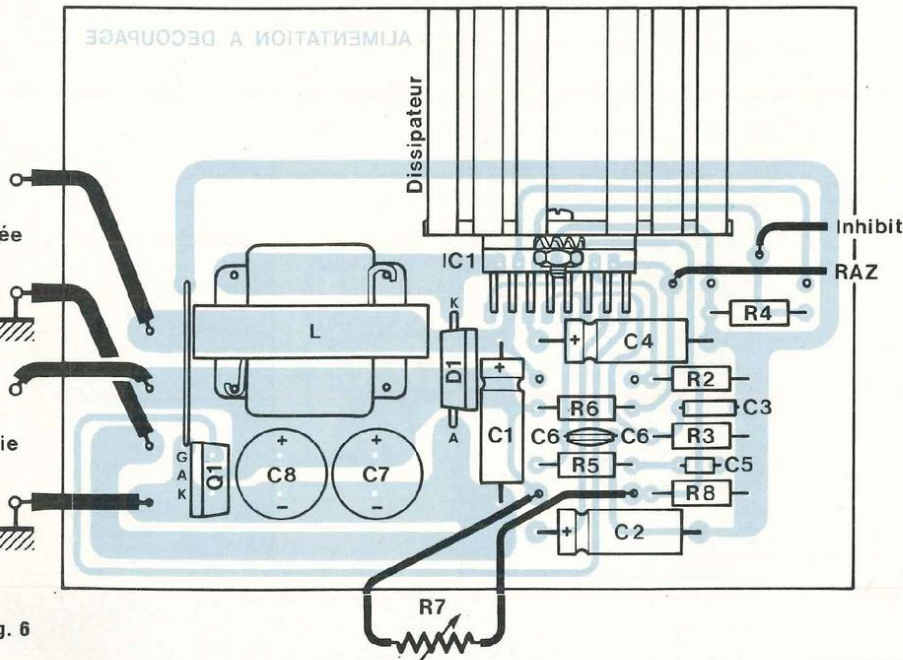 ALIMENTATION A DECOUPAGE
Dissipateur
ée
Inhibit
IC1
RAZ
R4
L
K
D1
A
+
C4
+
C1
R2
R6
C3
C6
C6
R3
R5
C5
R8
ie
G
A
K
Q1
+
C8
−
+
C7
−
+
C2
R7
g. 6